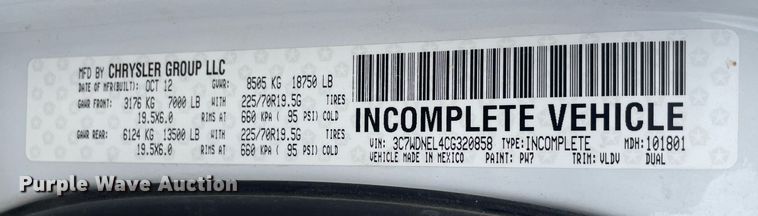 MFD BY CHRYSLER GROUP LLC
DATE OF MFR(BUILT): OCT 12 GVWR: 8505 KG 18750 LB
GAWR FRONT: 3176 KG 7000 LB WITH 225/70R19.5G TIRES
19.5X6.0 RIMS AT 660 KPA ( 95 PSI) COLD
GAWR REAR: 6124 KG 13500 LB WITH 225/70R19.5G TIRES
19.5X6.0 RIMS AT 660 KPA ( 95 PSI) COLD
INCOMPLETE VEHICLE
VIN: 3C7WDNEL4CG320858 TYPE: INCOMPLETE MDH: 101801
VEHICLE MADE IN MEXICO PAINT: PW7 TRIM: VLDV DUAL
Purple Wave Auction
Purple Wave Auction